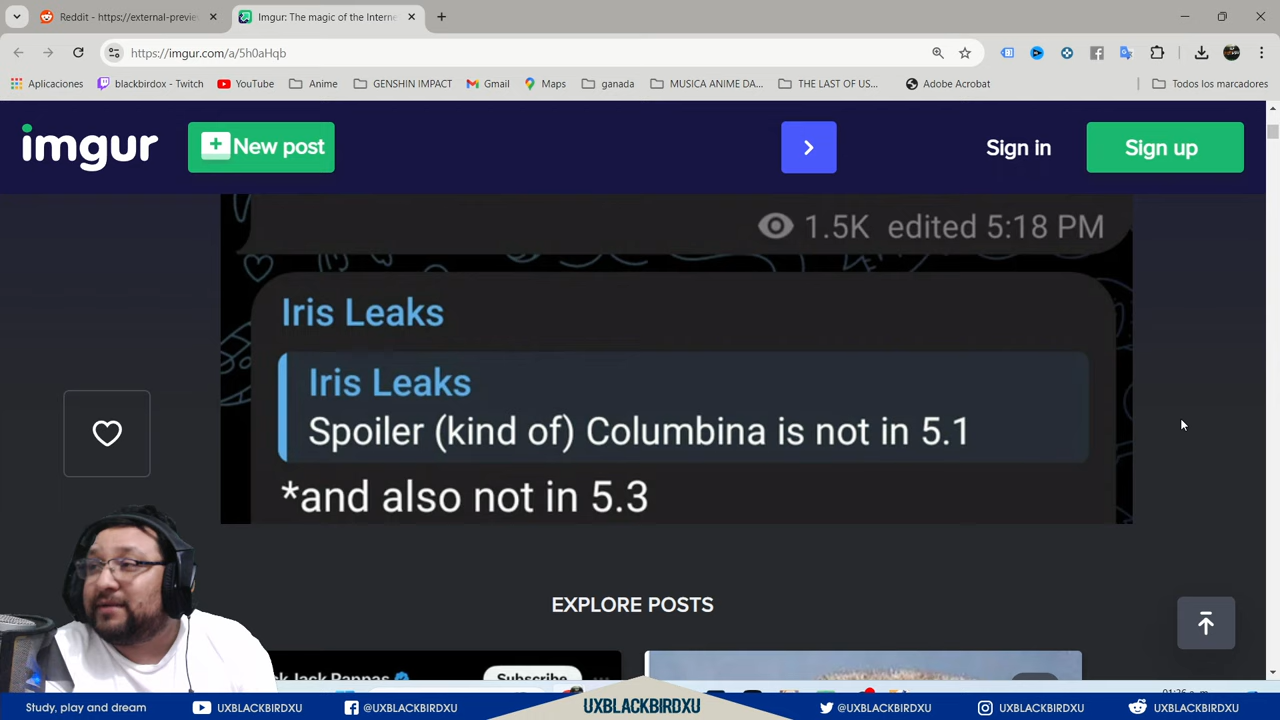 Reddit - https://external-previe
Imgur: The magic of the Interne
https://imgur.com/a/5h0aHqb
Aplicaciones
blackbirdox - Twitch
YouTube
Anime
GENSHIN IMPACT
Gmail
Maps
ganada
MUSICA ANIME DA...
THE LAST OF US...
Adobe Acrobat
Todos los marcadores
imgur
New post
Sign in
Sign up
1.5K edited 5:18 PM
Iris Leaks
Iris Leaks
Spoiler (kind of) Columbina is not in 5.1
*and also not in 5.3
EXPLORE POSTS
Jack Pappas
Subscribe
Study, play and dream
UXBLACKBIRDXU
@UXBLACKBIRDXU
UXBLACKBIRDXU
@UXBLACKBIRDXU
UXBLACKBIRDXU
UXBLACKBIRDXU